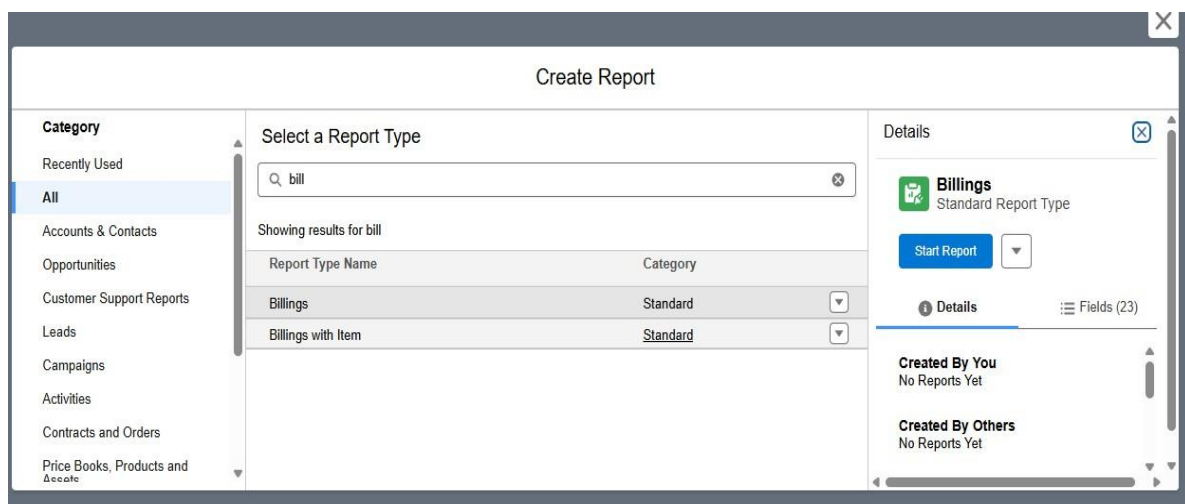 Create Report
Category
Recently Used
All
Accounts & Contacts
Opportunities
Customer Support Reports
Leads
Campaigns
Activities
Contracts and Orders
Price Books, Products and
Assets
Select a Report Type
bill
Showing results for bill
Report Type Name Category
Billings Standard
Billings with Item Standard
Details
Billings
Standard Report Type
Start Report
Details Fields (23)
Created By You
No Reports Yet
Created By Others
No Reports Yet